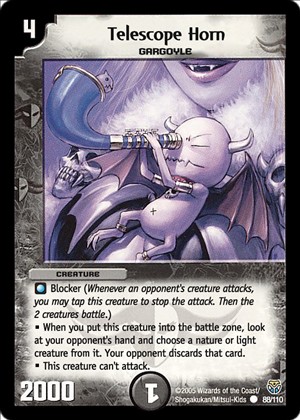 4
Telescope Horn
GARGOYLE
CREATURE
Blocker (Whenever an opponent's creature attacks,
you may tap this creature to stop the attack. Then the
2 creatures battle.)
▪ When you put this creature into the battle zone, look
at your opponent's hand and choose a nature or light
creature from it. Your opponent discards that card.
▪ This creature can't attack.
2000
1
©2005 Wizards of the Coast/
Shogakukan/Mitsui-Kids
88/110